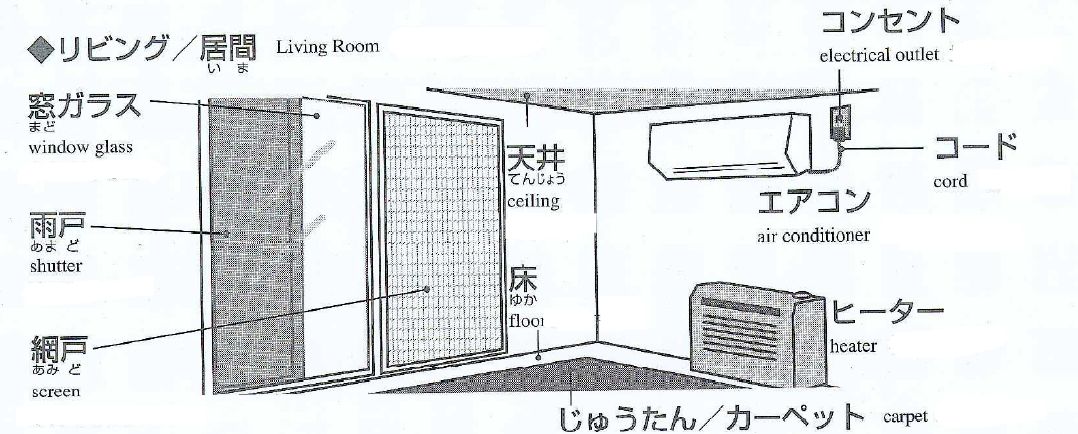 ◆リビング／居間 Living Room
い ま
コンセント
electrical outlet
窓ガラス
まど
window glass
コード
cord
天井
てんじょう
ceiling
エアコン
air conditioner
雨戸
あま ど
shutter
床
ゆか
floor
ヒーター
heater
網戸
あみ ど
screen
じゅうたん／カーペット carpet